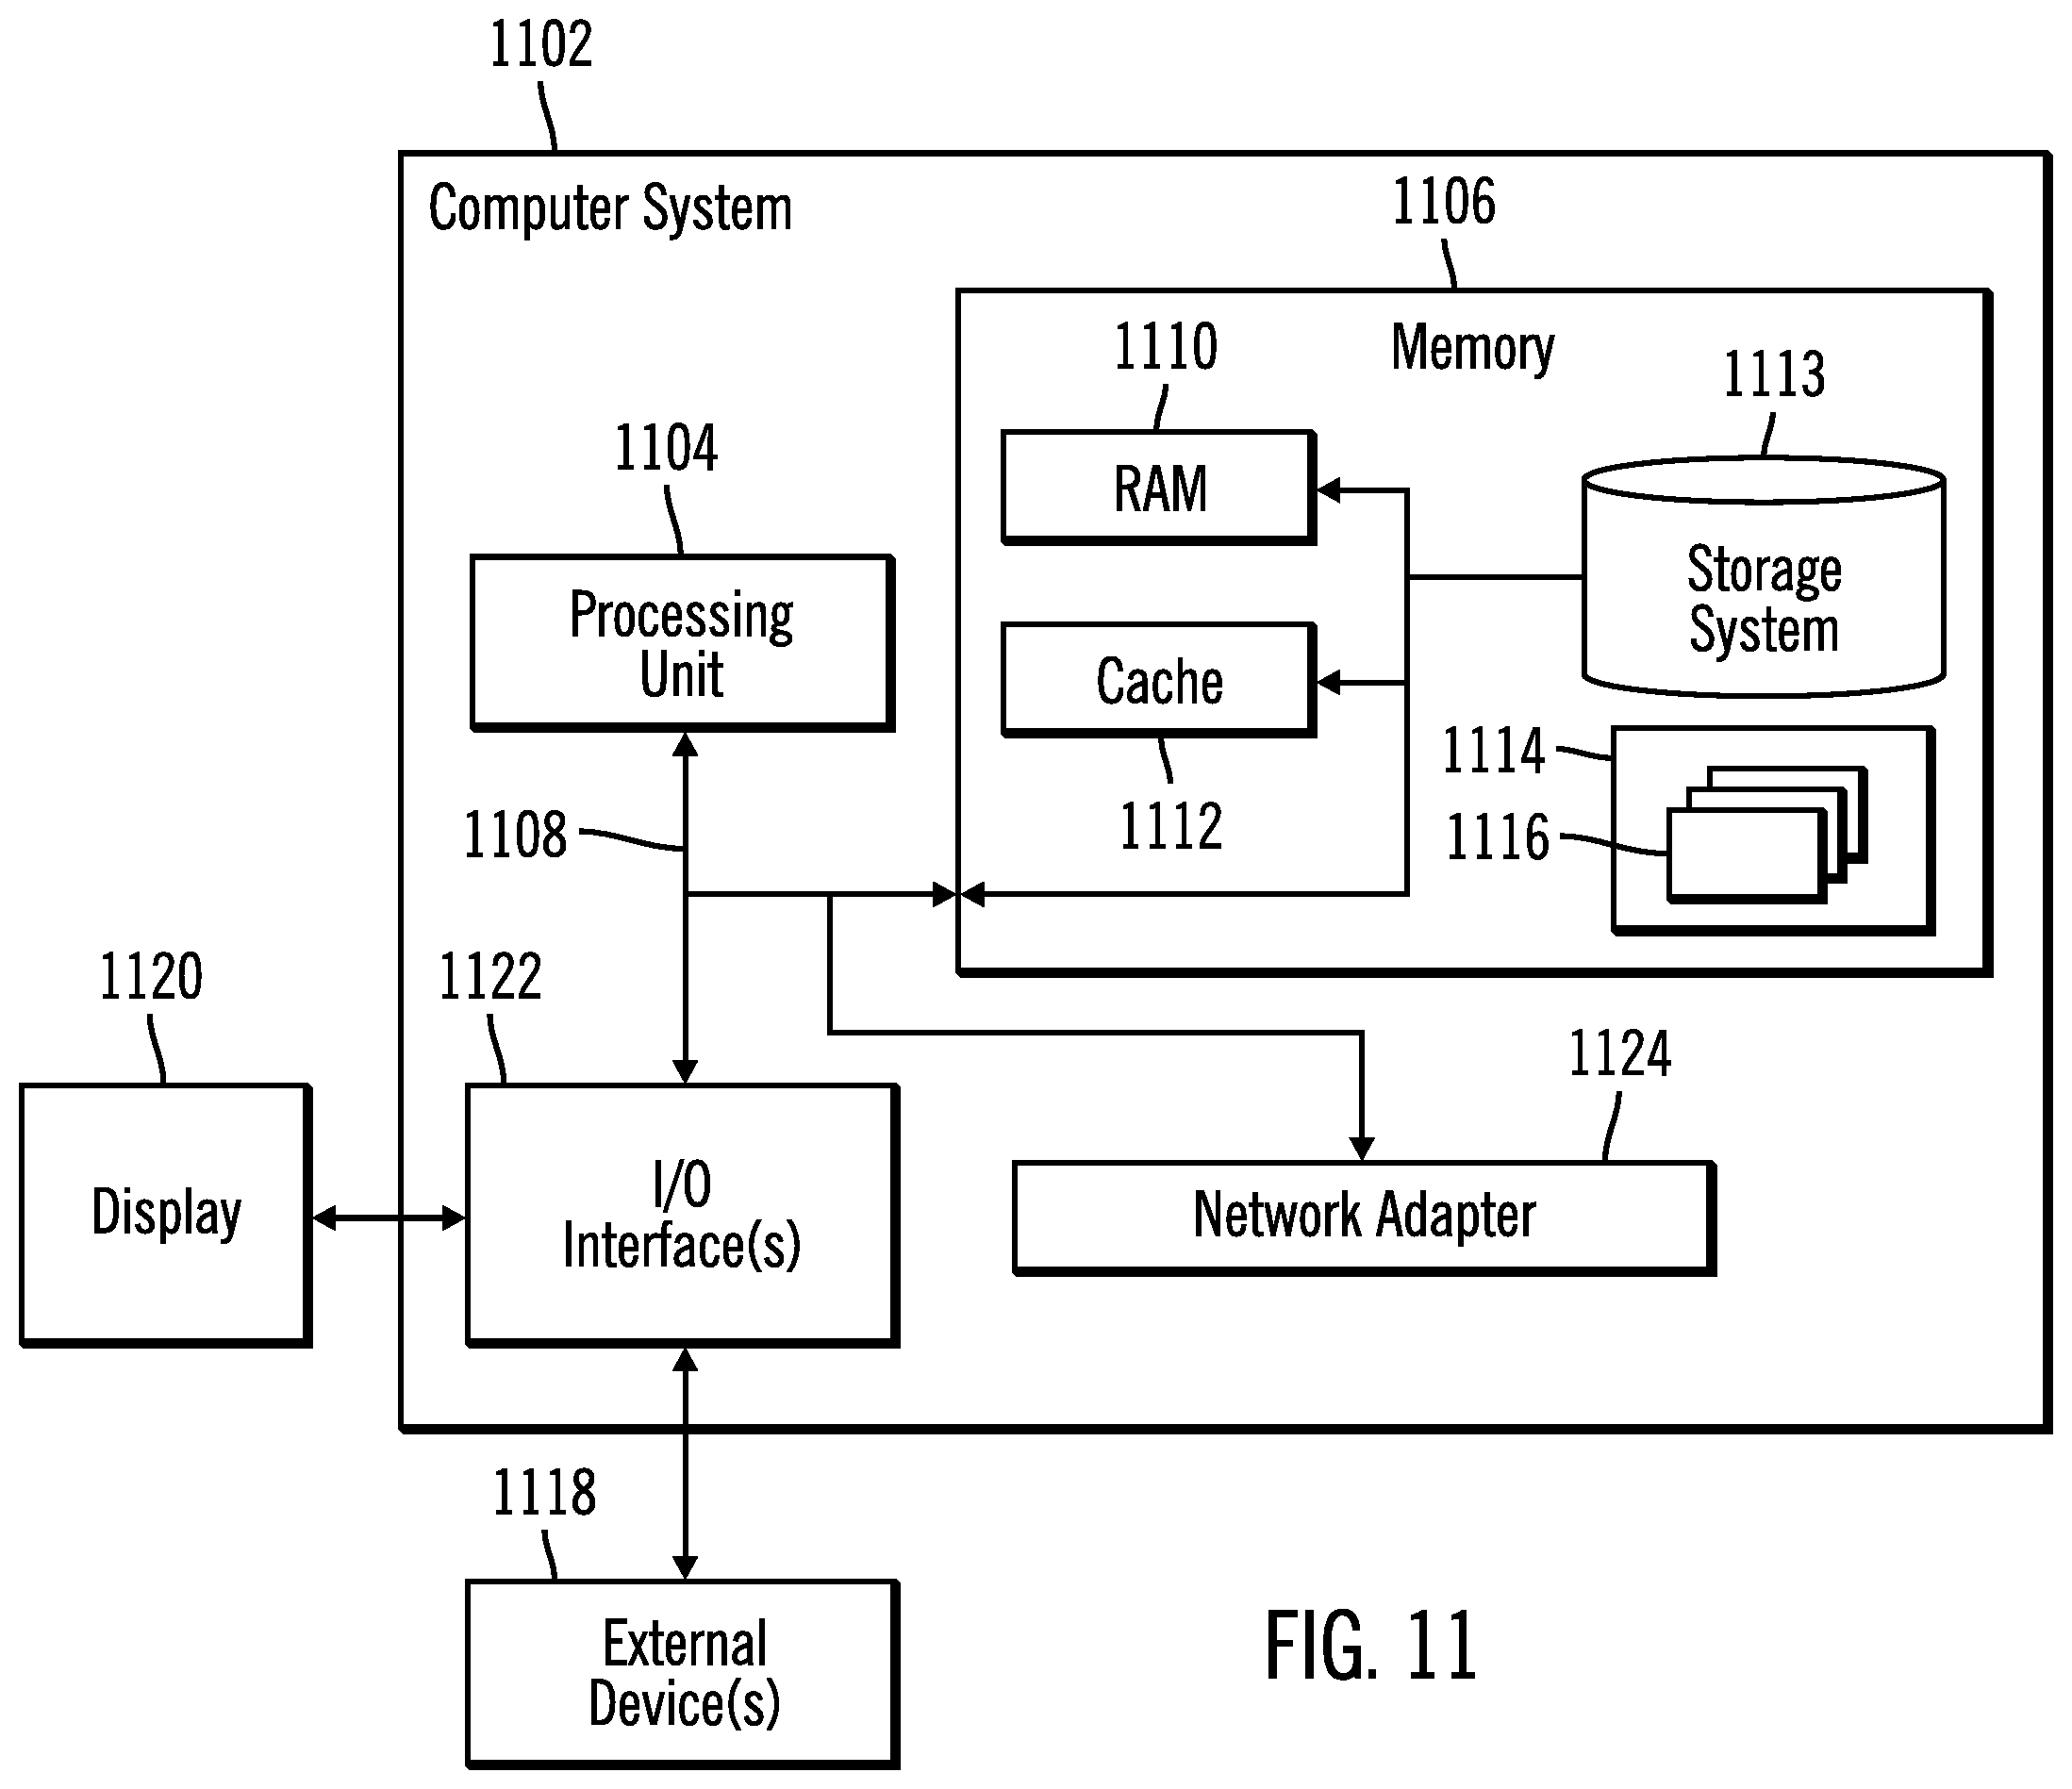 1102
Computer System
1106
Memory
1110
RAM
1113
Storage
System
1104
Processing
Unit
Cache
1112
1114
1116
1108
1120
Display
1122
I/O
Interface(s)
1124
Network Adapter
1118
External
Device(s)
FIG. 11